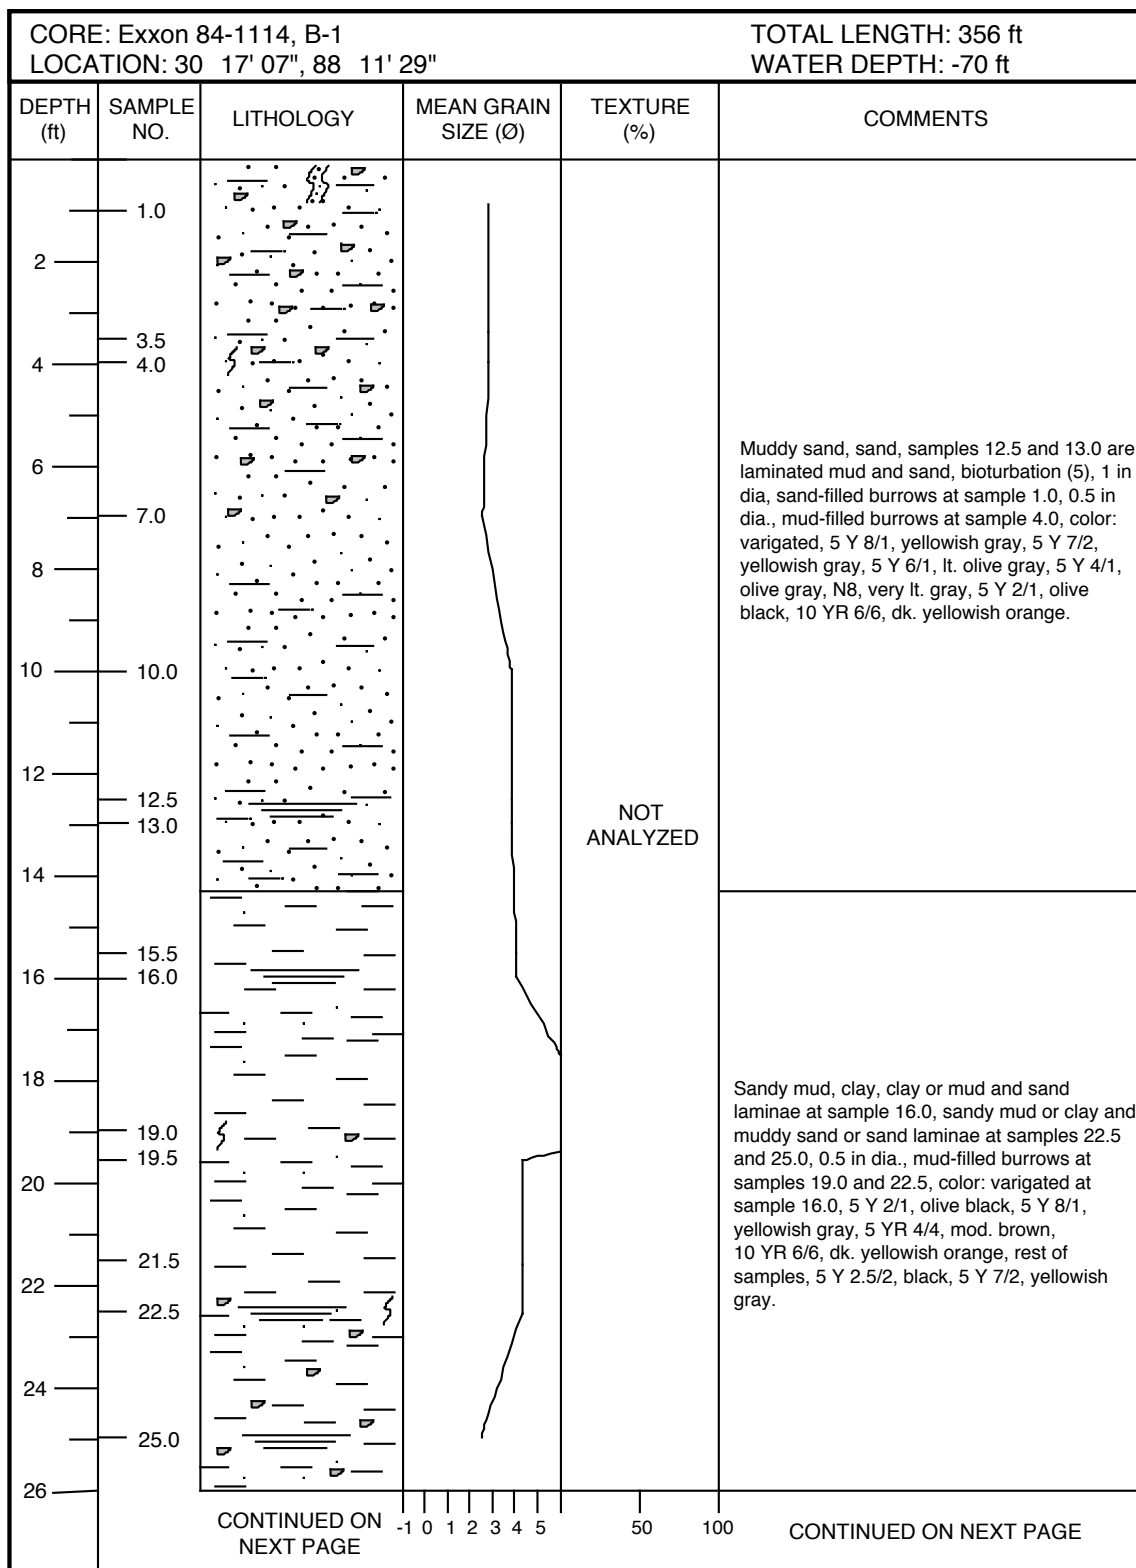 CORE: Exxon 84-1114, B-1
TOTAL LENGTH: 356 ft
LOCATION: 30 17' 07", 88 11' 29"
WATER DEPTH: -70 ft
DEPTH
(ft)
SAMPLE
NO.
LITHOLOGY
MEAN GRAIN
SIZE (Ø)
TEXTURE
(%)
COMMENTS
1.0
2
3.5
4
4.0
6
7.0
8
10
10.0
12
12.5
13.0
14
15.5
16
16.0
18
19.0
19.5
20
21.5
22
22.5
24
25.0
26
NOT
ANALYZED
Muddy sand, sand, samples 12.5 and 13.0 are
laminated mud and sand, bioturbation (5), 1 in
dia, sand-filled burrows at sample 1.0, 0.5 in
dia., mud-filled burrows at sample 4.0, color:
varigated, 5 Y 8/1, yellowish gray, 5 Y 7/2,
yellowish gray, 5 Y 6/1, lt. olive gray, 5 Y 4/1,
olive gray, N8, very lt. gray, 5 Y 2/1, olive
black, 10 YR 6/6, dk. yellowish orange.
Sandy mud, clay, clay or mud and sand
laminae at sample 16.0, sandy mud or clay and
muddy sand or sand laminae at samples 22.5
and 25.0, 0.5 in dia., mud-filled burrows at
samples 19.0 and 22.5, color: varigated at
sample 16.0, 5 Y 2/1, olive black, 5 Y 8/1,
yellowish gray, 5 YR 4/4, mod. brown,
10 YR 6/6, dk. yellowish orange, rest of
samples, 5 Y 2.5/2, black, 5 Y 7/2, yellowish
gray.
CONTINUED ON
NEXT PAGE
-1 0 1 2 3 4 5
50 100
CONTINUED ON NEXT PAGE